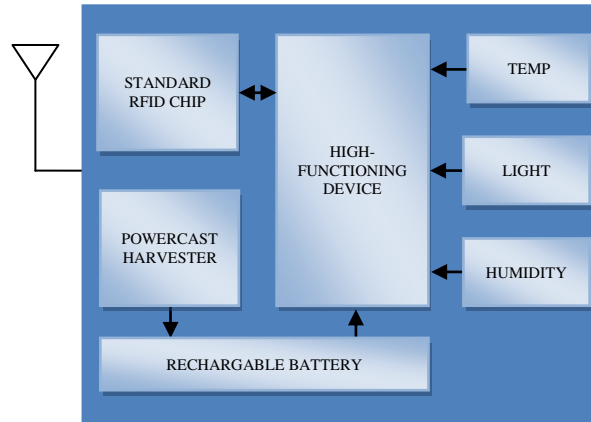 STANDARD
RFID CHIP
HIGH-
FUNCTIONING
DEVICE
TEMP
LIGHT
HUMIDITY
POWERCAST
HARVESTER
RECHARGABLE BATTERY